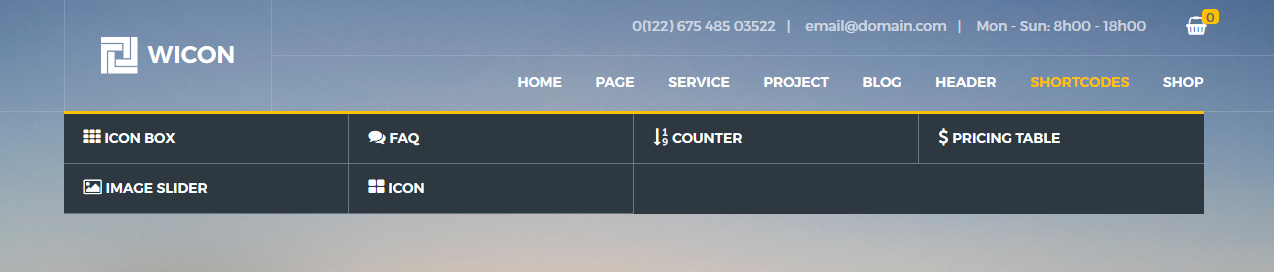 0(122) 675 485 03522 | email@domain.com | Mon - Sun: 8h00 - 18h00 0
WICON
HOME PAGE SERVICE PROJECT BLOG HEADER SHORTCODES SHOP
ICON BOX FAQ COUNTER PRICING TABLE
IMAGE SLIDER ICON